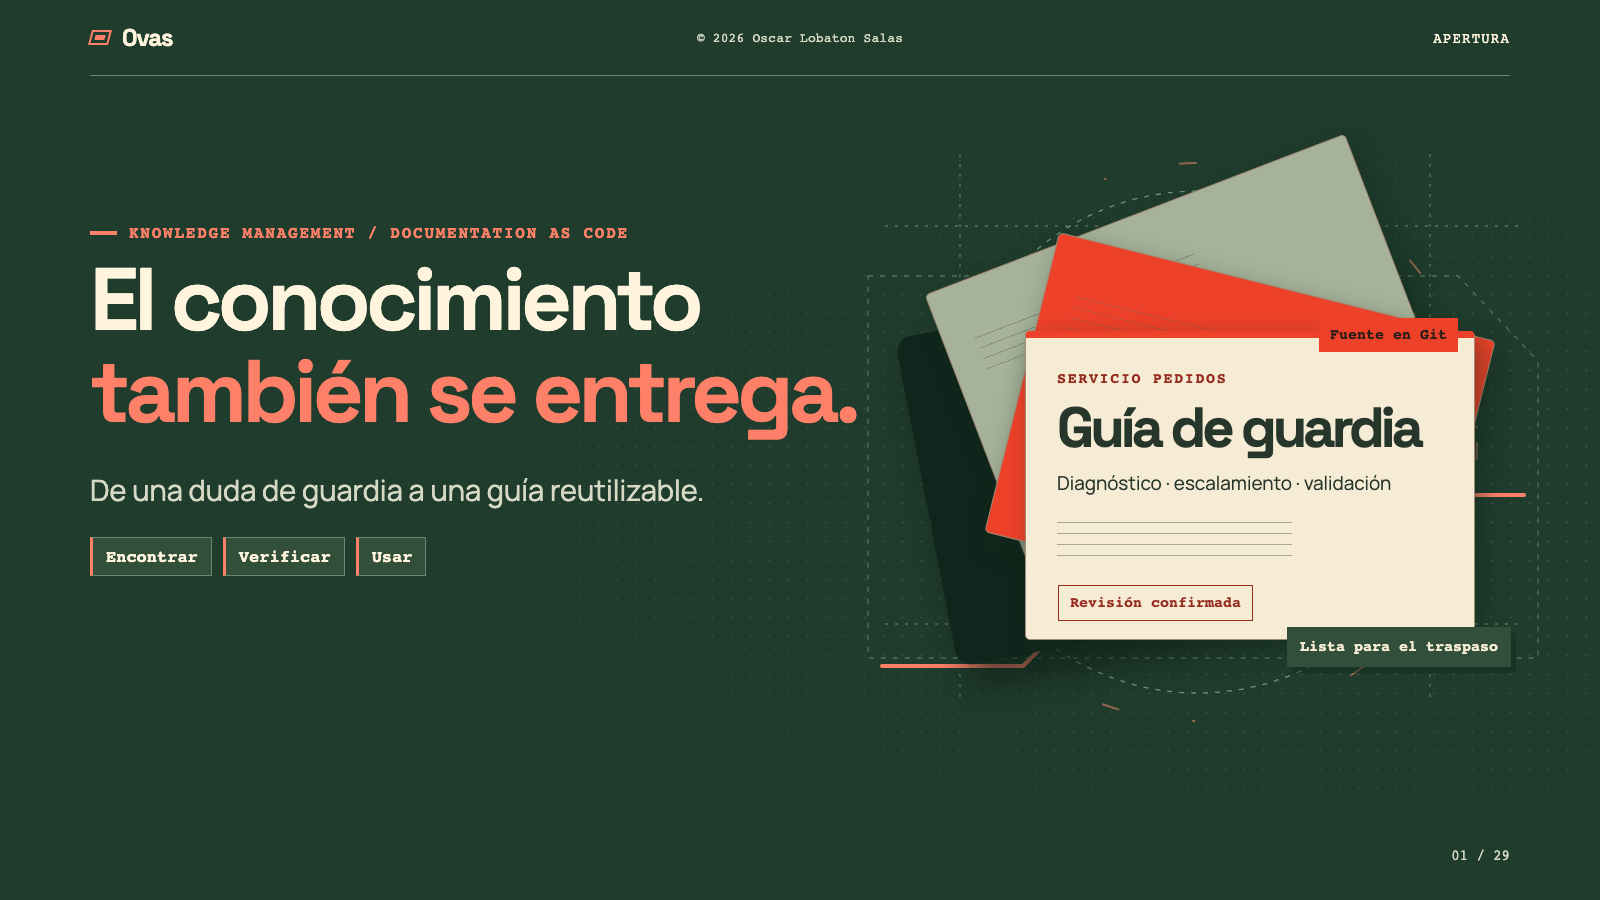 Ovas
© 2026 Oscar Lobaton Salas
APERTURA
KNOWLEDGE MANAGEMENT / DOCUMENTATION AS CODE
El conocimiento
también se entrega.
De una duda de guardia a una guía reutilizable.
Encontrar
Verificar
Usar
Fuente en Git
SERVICIO PEDIDOS
Guía de guardia
Diagnóstico · escalamiento · validación
Revisión confirmada
Lista para el traspaso
01 / 29